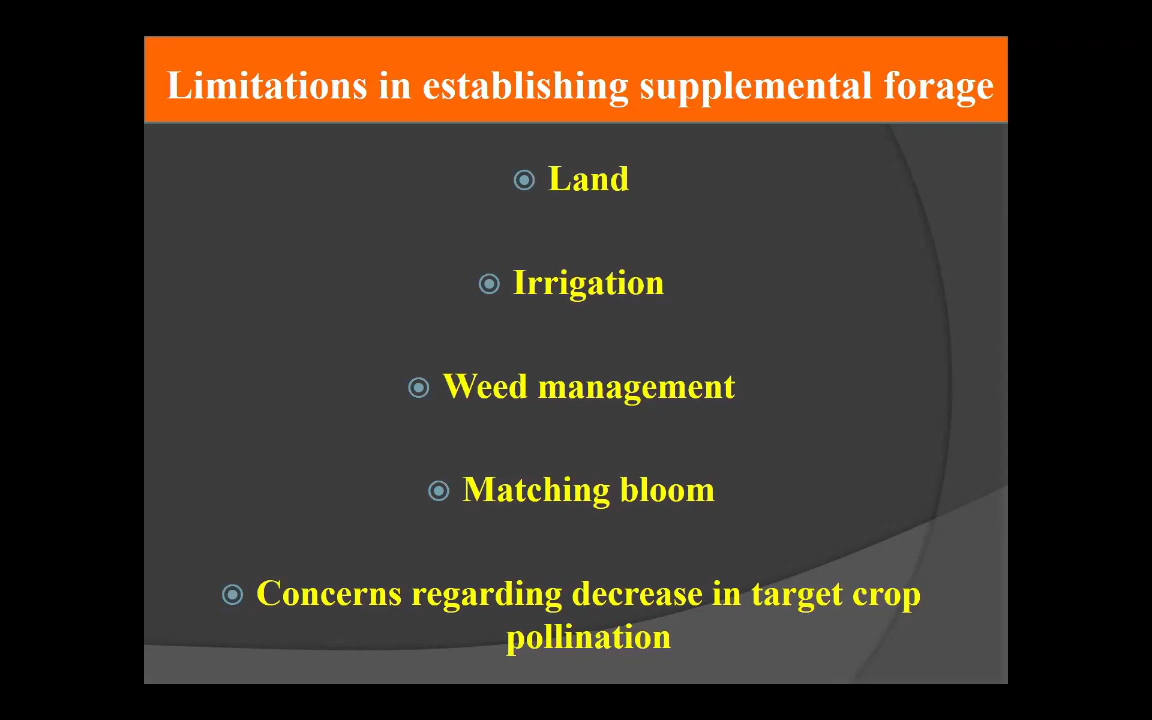 Limitations in establishing supplemental forage
Land
Irrigation
Weed management
Matching bloom
Concerns regarding decrease in target crop
pollination